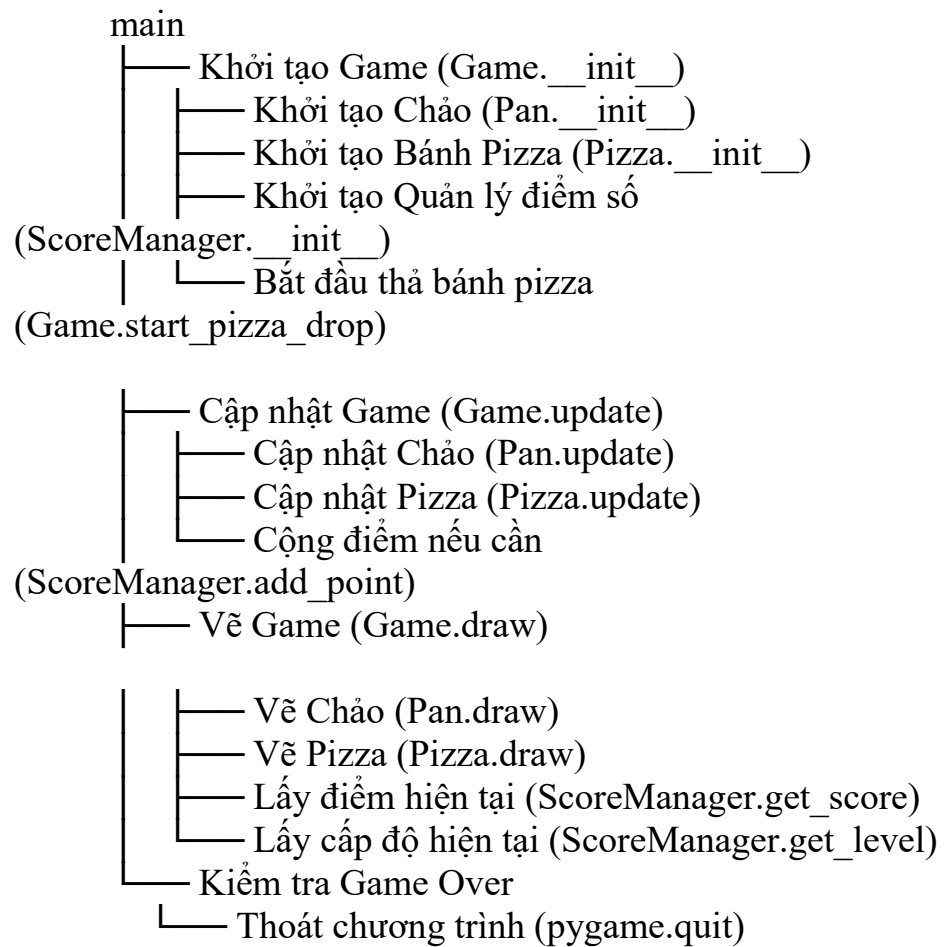 main
Khởi tạo Game (Game.__init__)
Khởi tạo Chảo (Pan.__init__)
Khởi tạo Bánh Pizza (Pizza.__init__)
Khởi tạo Quản lý điểm số
(ScoreManager.__init__)
Bắt đầu thả bánh pizza
(Game.start_pizza_drop)
Cập nhật Game (Game.update)
Cập nhật Chảo (Pan.update)
Cập nhật Pizza (Pizza.update)
Cộng điểm nếu cần
(ScoreManager.add_point)
Vẽ Game (Game.draw)
Vẽ Chảo (Pan.draw)
Vẽ Pizza (Pizza.draw)
Lấy điểm hiện tại (ScoreManager.get_score)
Lấy cấp độ hiện tại (ScoreManager.get_level)
Kiểm tra Game Over
Thoát chương trình (pygame.quit)